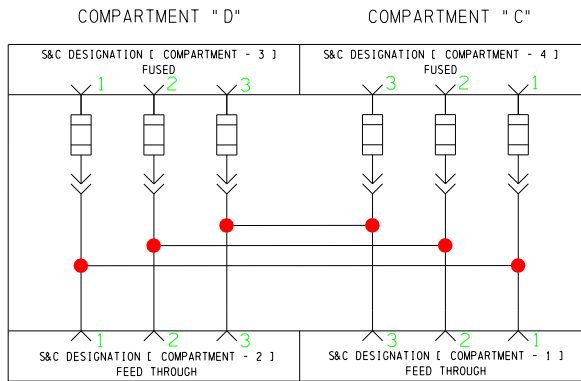 COMPARTMENT "D" COMPARTMENT "C"
S&C DESIGNATION [ COMPARTMENT - 3 ] S&C DESIGNATION [ COMPARTMENT - 4 ]
FUSED FUSED
1 2 3 3 2 1
1 2 3 3 2 1
S&C DESIGNATION [ COMPARTMENT - 2 ] S&C DESIGNATION [ COMPARTMENT - 1 ]
FEED THROUGH FEED THROUGH